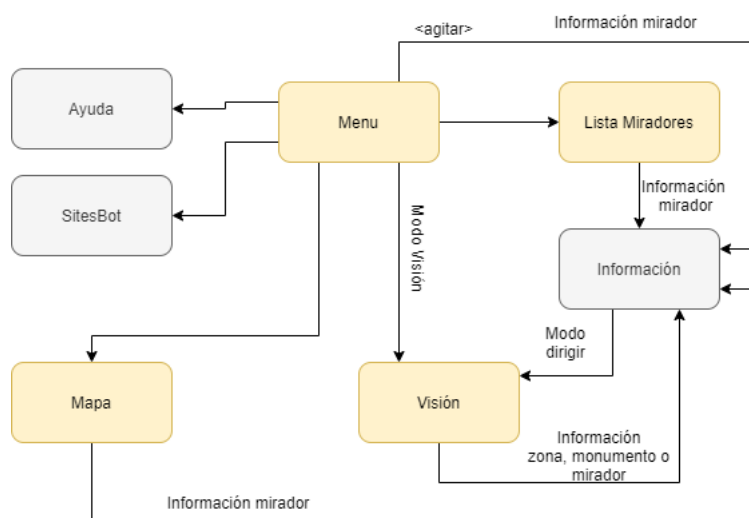 <agitar>
Información mirador
Ayuda
Menu
Lista Miradores
SitesBot
Información
mirador
Modo Visión
Información
Modo
dirigir
Mapa
Visión
Información
zona, monumento o
mirador
Información mirador